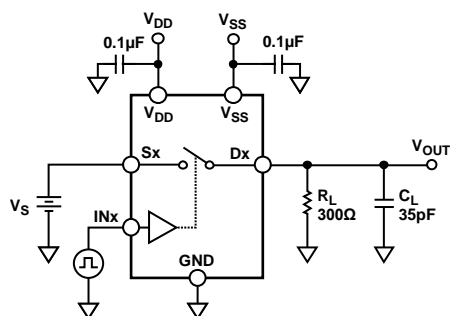 VDD
VSS
0.1µF
0.1µF
VDD
VSS
Sx
Dx
VOUT
VS
INx
RL
300Ω
CL
35pF
GND